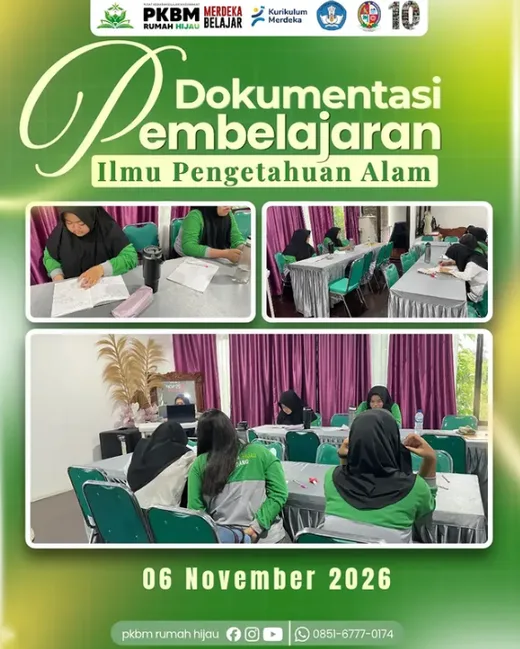 PKBM
RUMAH HIJAU
MERDEKA
BELAJAR
Kurikulum
Merdeka
10
Dokumentasi
Pembelajaran
Ilmu Pengetahuan Alam
06 November 2026
pkbm rumah hijau
0851-6777-0174